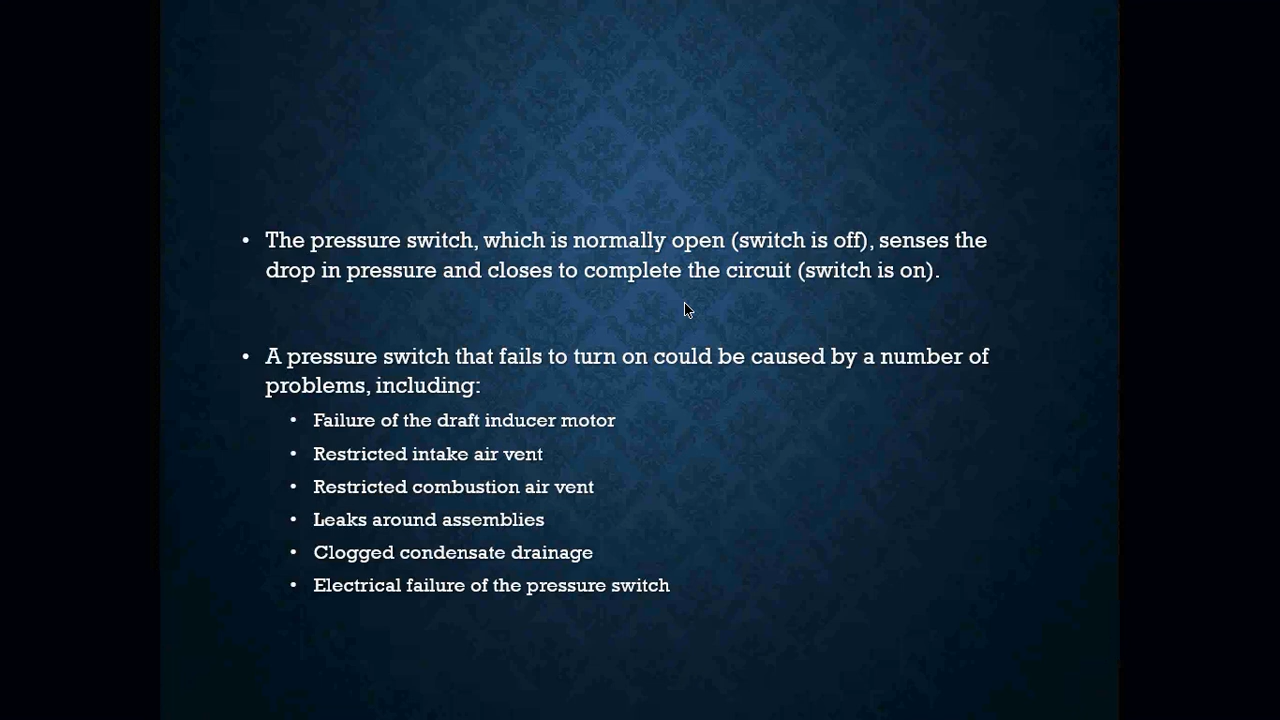 • The pressure switch, which is normally open (switch is off), senses the
drop in pressure and closes to complete the circuit (switch is on).
• A pressure switch that fails to turn on could be caused by a number of
problems, including:
• Failure of the draft inducer motor
• Restricted intake air vent
• Restricted combustion air vent
• Leaks around assemblies
• Clogged condensate drainage
• Electrical failure of the pressure switch